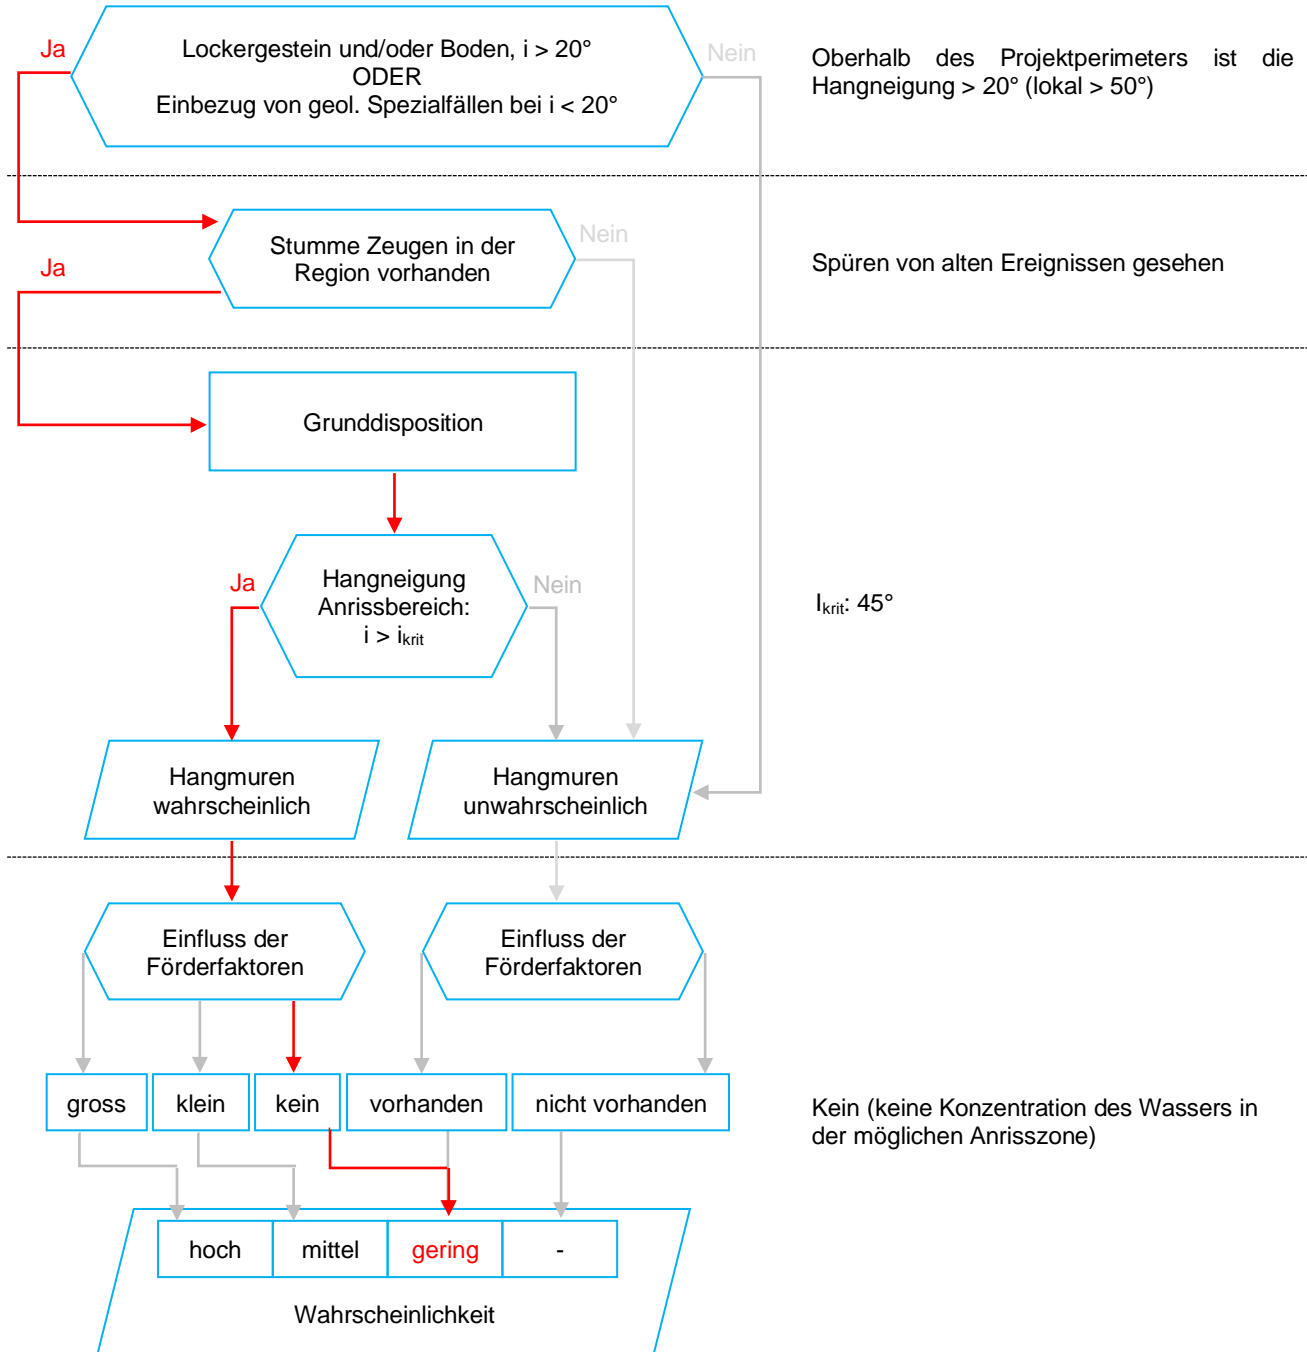 Ja
Lockergestein und/oder Boden, i > 20°
ODER
Einbezug von geol. Spezialfällen bei i < 20°
Nein
Oberhalb des Projektperimeters ist die
Hangneigung > 20° (lokal > 50°)
Ja
Stumme Zeugen in der
Region vorhanden
Nein
Spüren von alten Ereignissen gesehen
Grunddisposition
Ja
Hangneigung
Anrissbereich:
i > ikrit
Nein
Ikrit: 45°
Hangmuren
wahrscheinlich
Hangmuren
unwahrscheinlich
Einfluss der
Förderfaktoren
Einfluss der
Förderfaktoren
gross
klein
kein
vorhanden
nicht vorhanden
Kein (keine Konzentration des Wassers in
der möglichen Anrisszone)
hoch
mittel
gering
-
Wahrscheinlichkeit